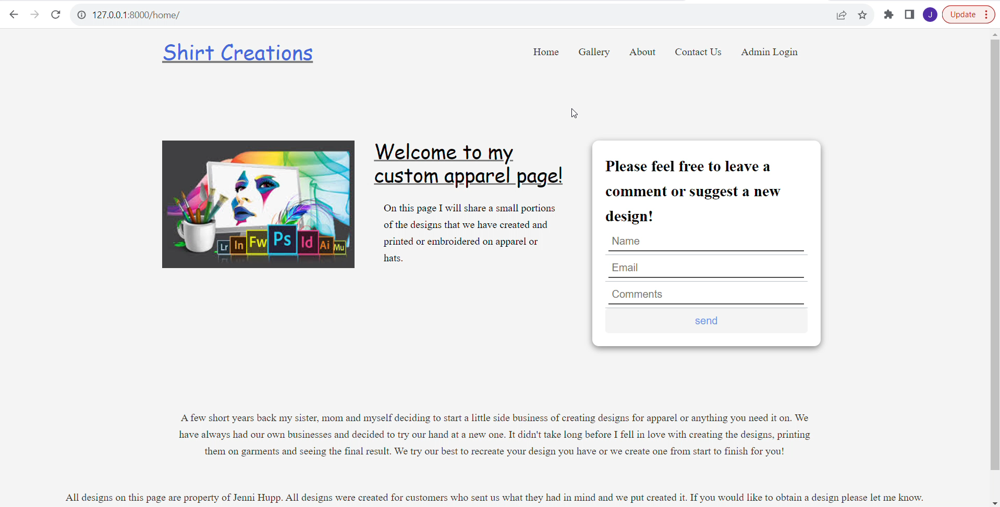 127.0.0.1:8000/home/
J
Update
Shirt Creations
Home Gallery About Contact Us Admin Login
Welcome to my
custom apparel page!
On this page I will share a small portions
of the designs that we have created and
printed or embroidered on apparel or
hats.
Lr In Fw Ps Id Ai Mu
Please feel free to leave a
comment or suggest a new
design!
Name
Email
Comments
send
A few short years back my sister, mom and myself deciding to start a little side business of creating designs for apparel or anything you need it on. We
have always had our own businesses and decided to try our hand at a new one. It didn't take long before I fell in love with creating the designs, printing
them on garments and seeing the final result. We try our best to recreate your design you have or we create one from start to finish for you!
All designs on this page are property of Jenni Hupp. All designs were created for customers who sent us what they had in mind and we put created it. If you would like to obtain a design please let me know.